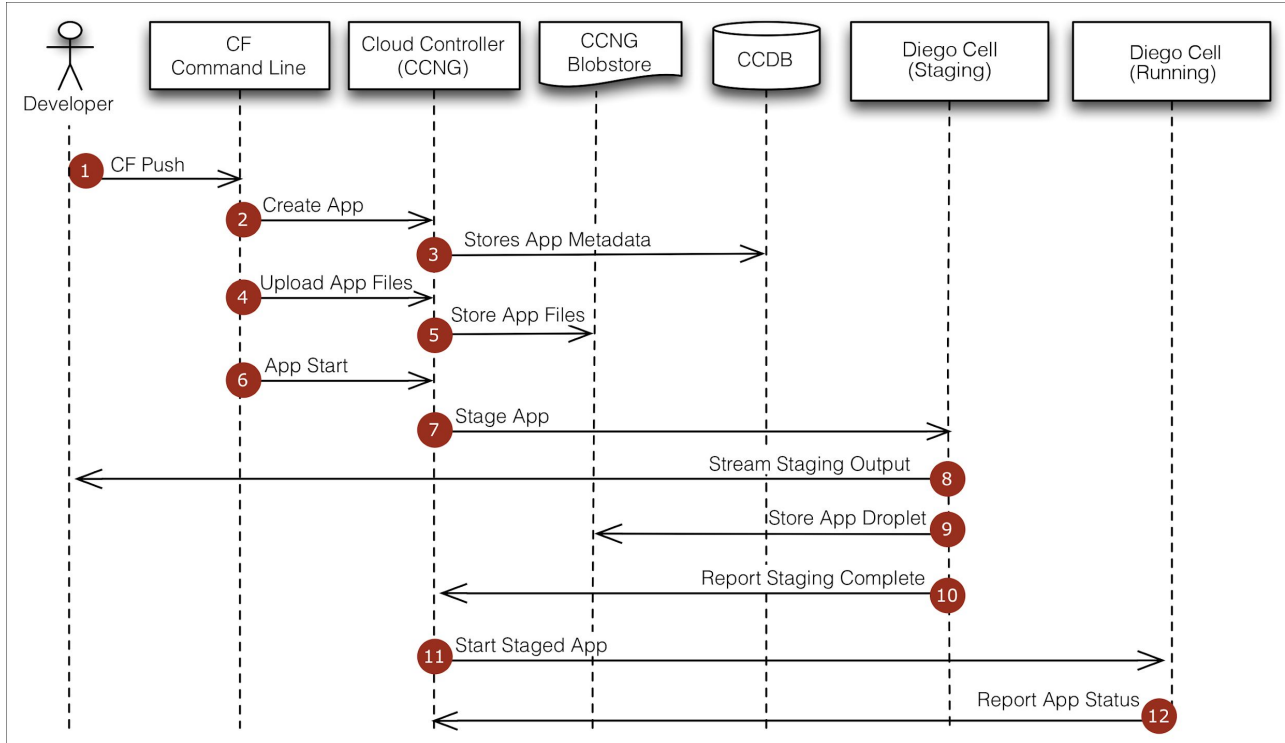 Developer
CF
Command Line
Cloud Controller
(CCNG)
CCNG
Blobstore
CCDB
Diego Cell
(Staging)
Diego Cell
(Running)
1 CF Push
2 Create App
3 Stores App Metadata
4 Upload App Files
5 Store App Files
6 App Start
7 Stage App
Stream Staging Output 8
Store App Droplet 9
Report Staging Complete 10
11 Start Staged App
Report App Status 12